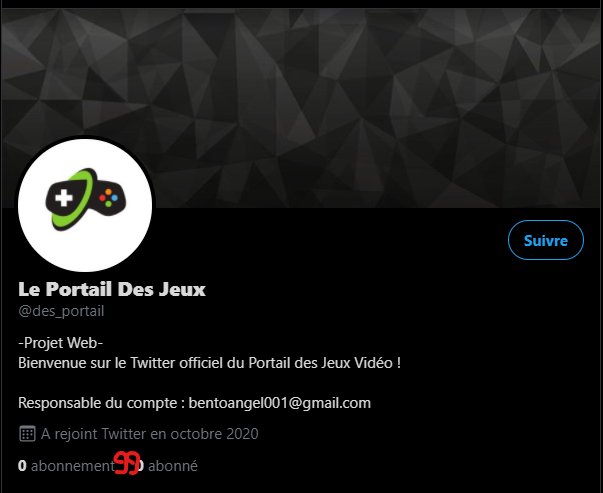 Suivre
Le Portail Des Jeux
@des_portail
-Projet Web-
Bienvenue sur le Twitter officiel du Portail des Jeux Vidéo !
Responsable du compte : bentoangel001@gmail.com
A rejoint Twitter en octobre 2020
0 abonnement 99 0 abonné